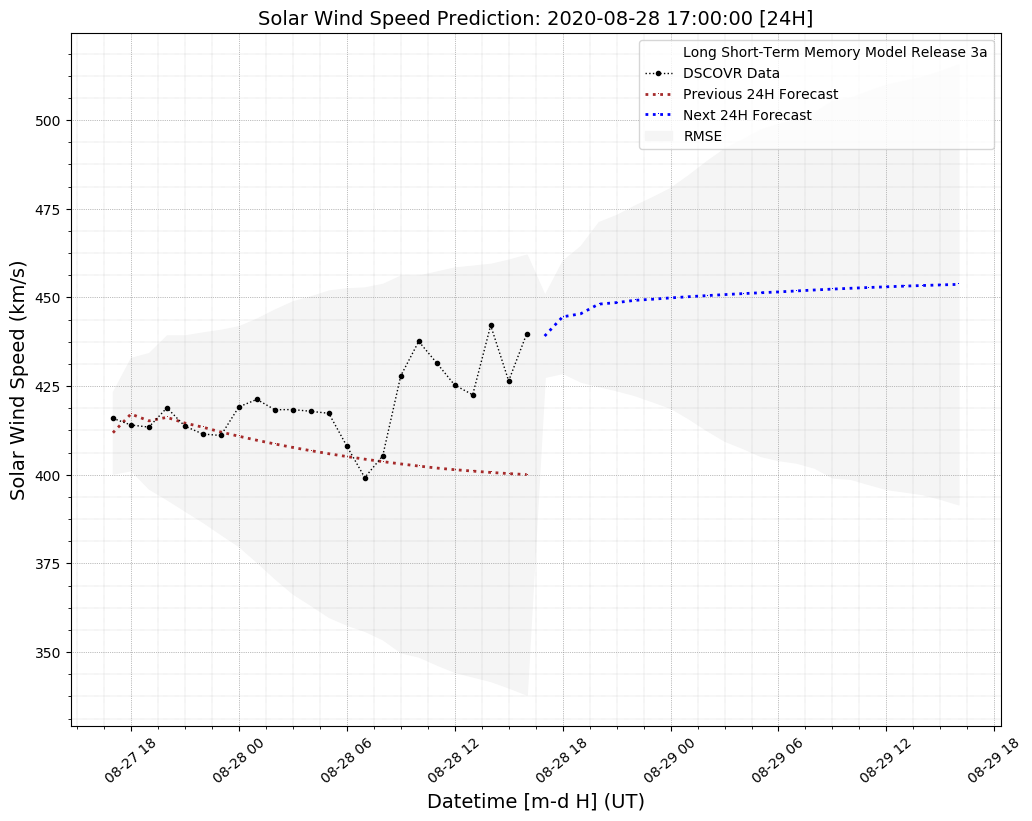 Solar Wind Speed Prediction: 2020-08-28 17:00:00 [24H]
Long Short-Term Memory Model Release 3a
DSCOVR Data
Previous 24H Forecast
Next 24H Forecast
RMSE
Solar Wind Speed (km/s)
500
475
450
425
400
375
350
08-27 18
08-28 00
08-28 06
08-28 12
08-28 18
08-29 00
08-29 06
08-29 12
08-29 18
Datetime [m-d H] (UT)